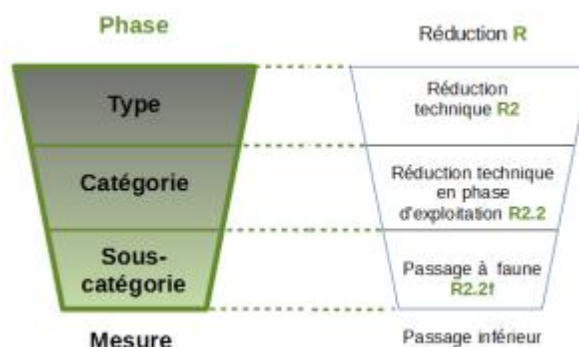 Phase
Réduction R
Type
Réduction
technique R2
Catégorie
Réduction technique
en phase
d'exploitation R2.2
Sous-
catégorie
Passage à faune
R2.2f
Mesure
Passage inférieur